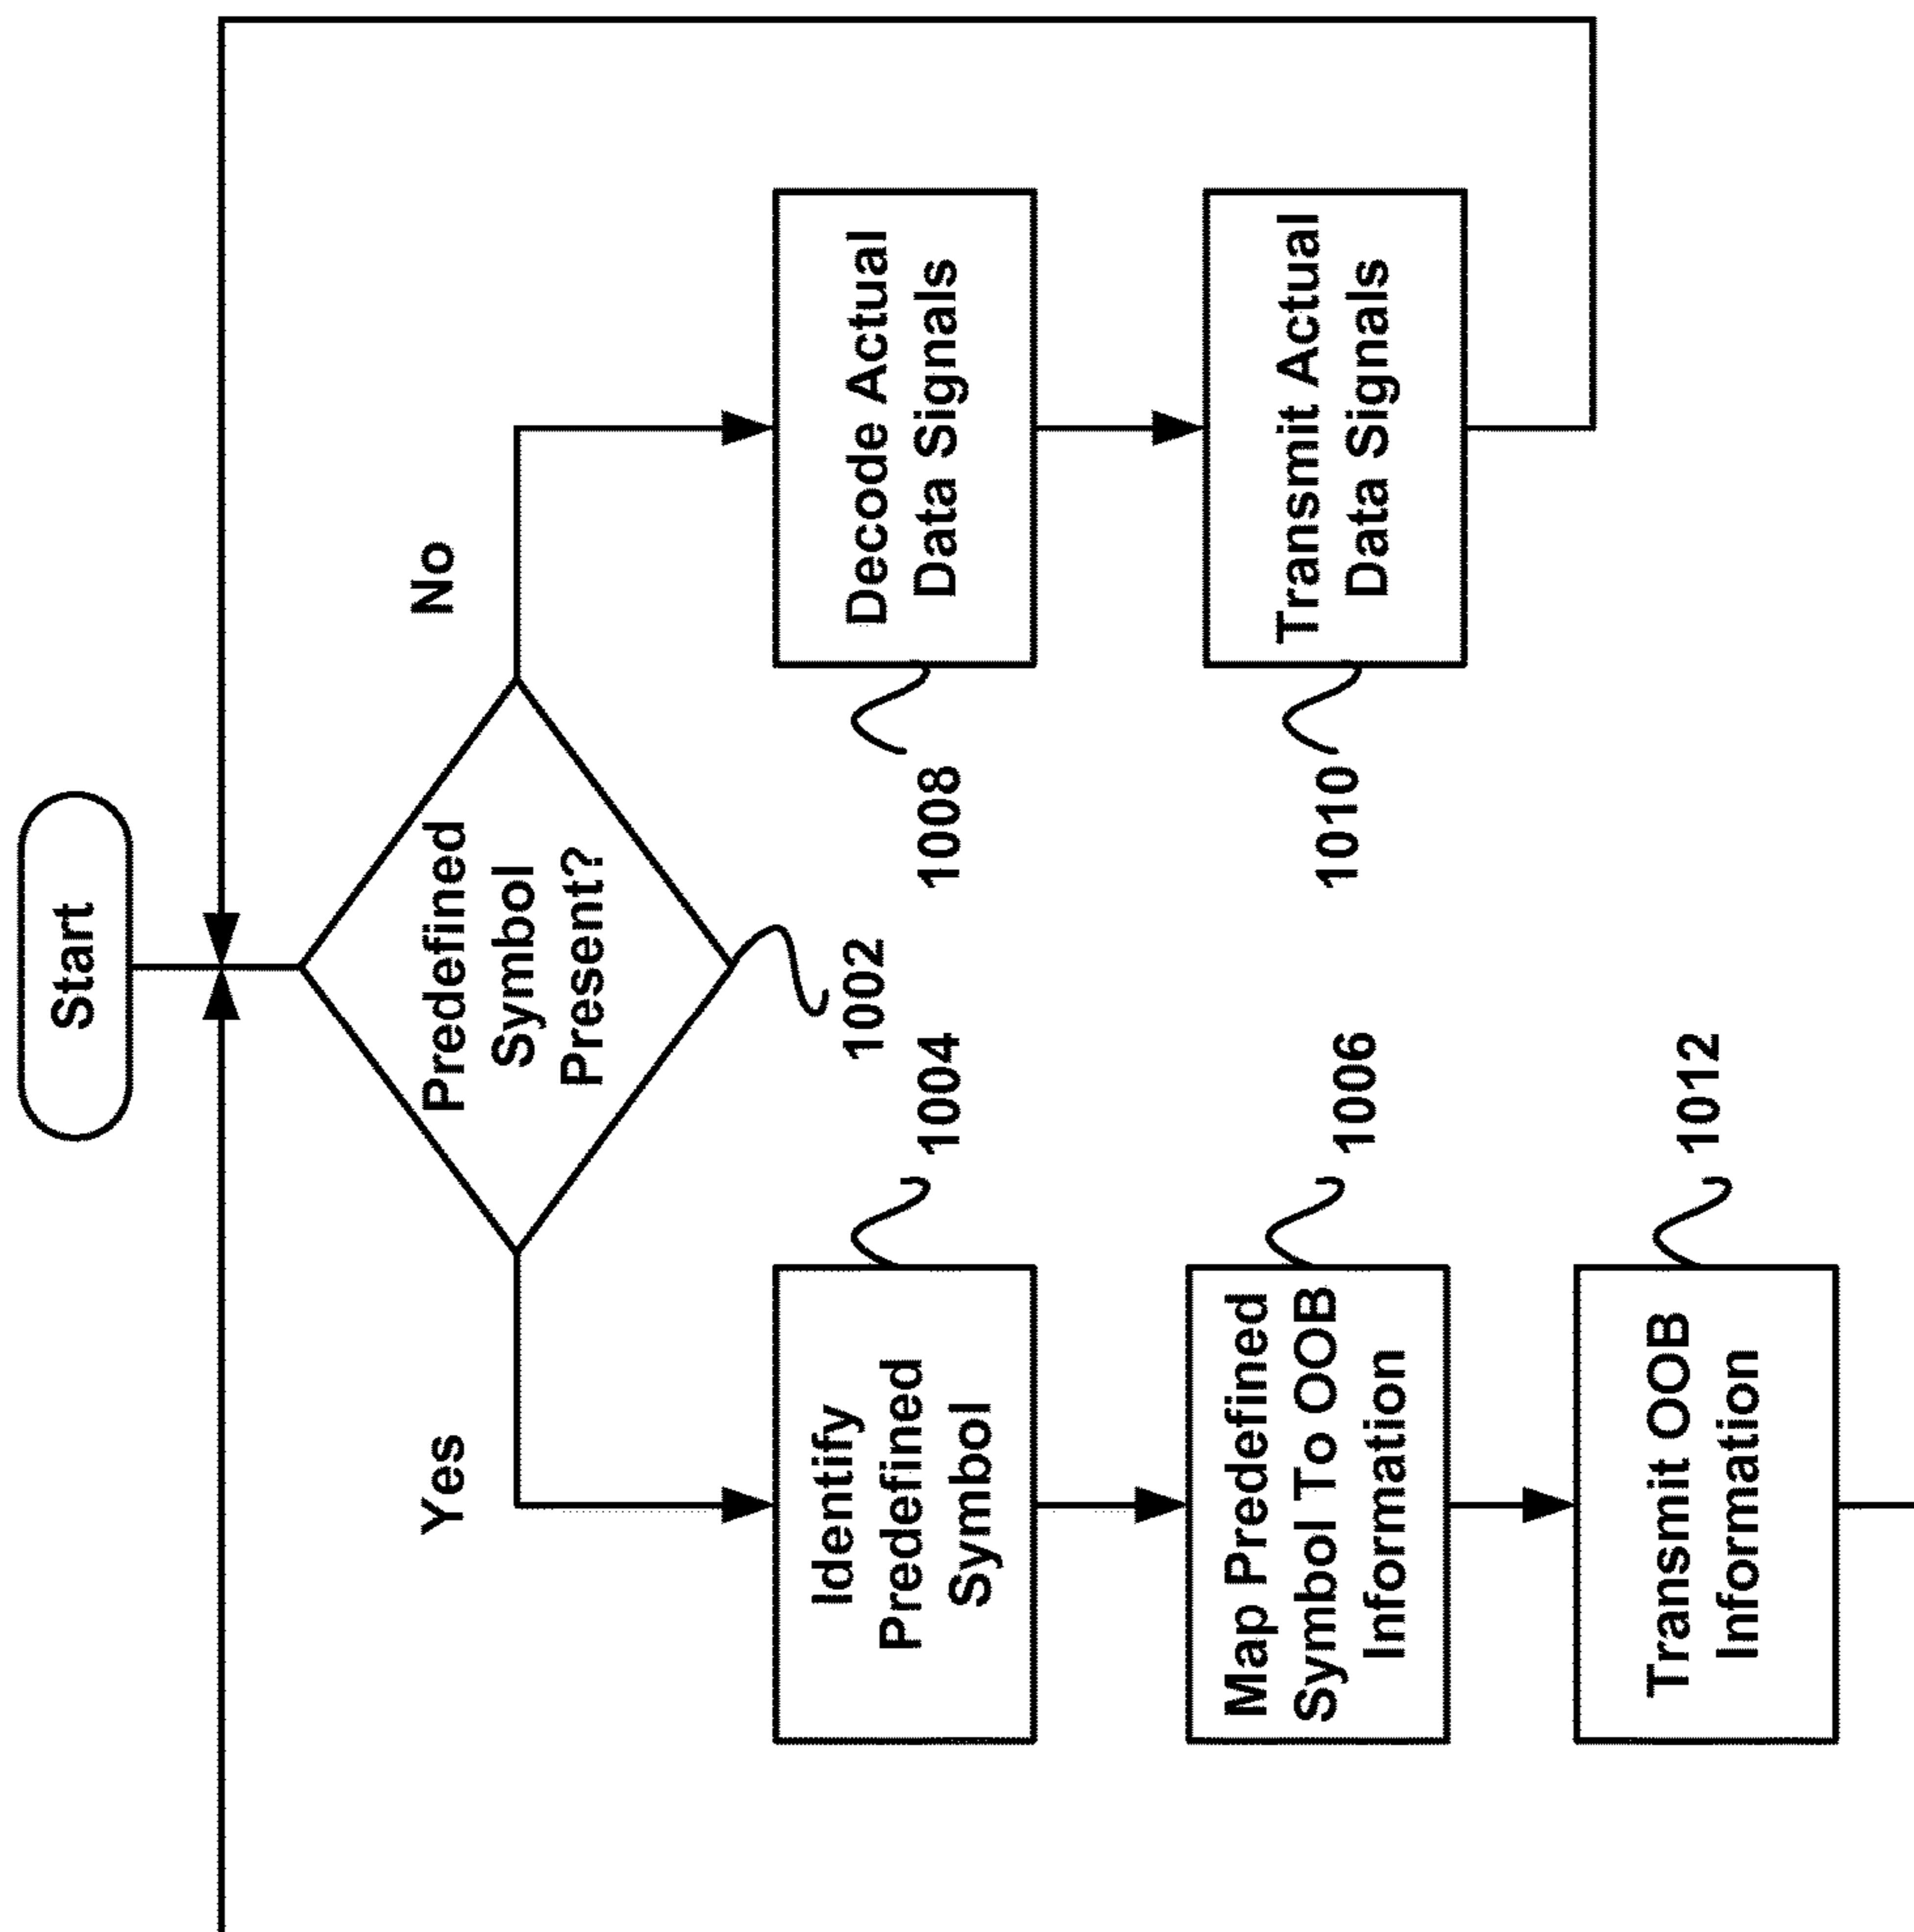 Start
Predefined
Symbol
Present?
1002
Yes
No
Identify
Predefined
Symbol
1004
Map Predefined
Symbol To OOB
Information
1006
Transmit OOB
Information
1012
Decode Actual
Data Signals
1008
Transmit Actual
Data Signals
1010